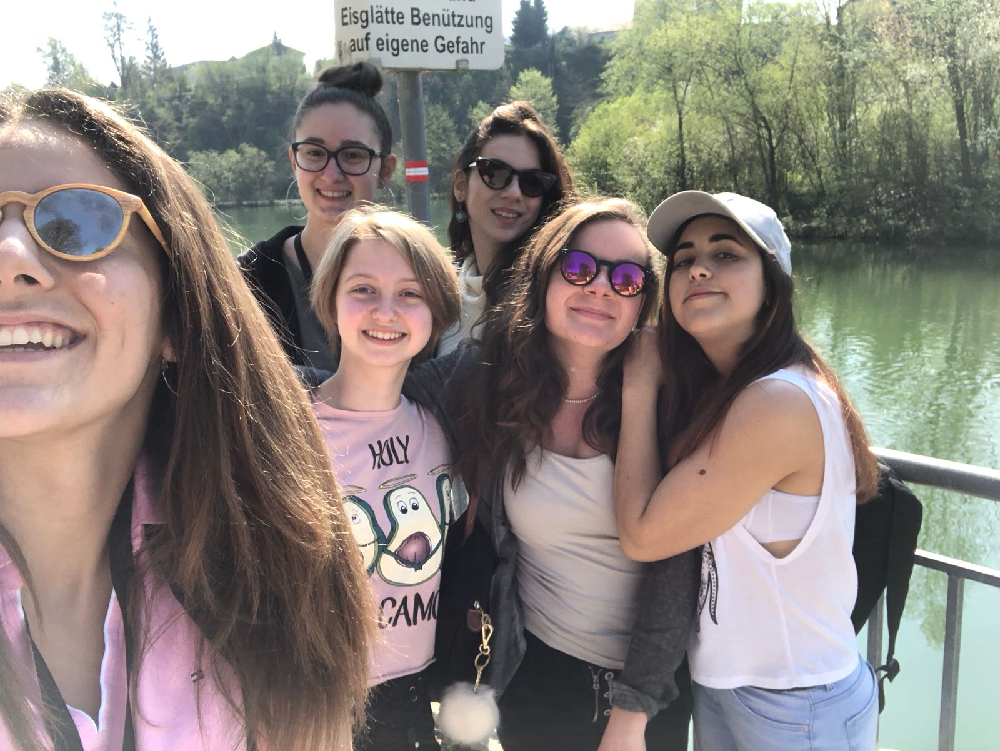 Eisglätte Benützung
auf eigene Gefahr
HOLY
CAMO